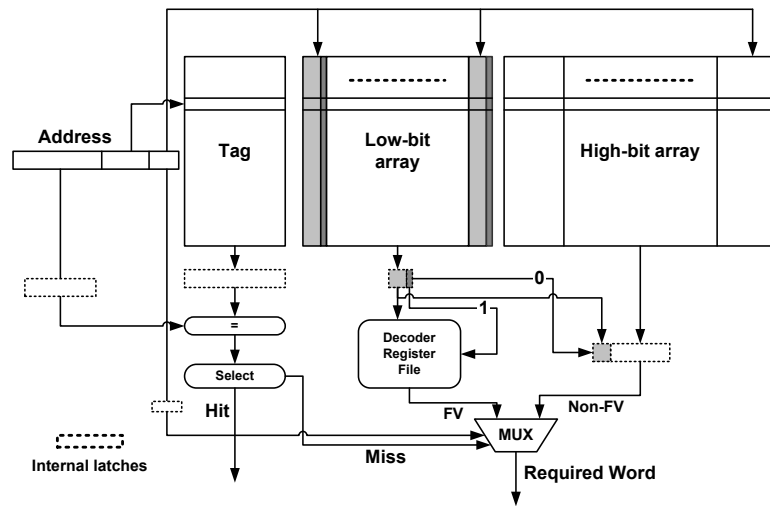 Address
Tag
Low-bit
array
High-bit array
0
1
=
Decoder
Register
File
Select
Hit
FV
Non-FV
MUX
Miss
Internal latches
Required Word